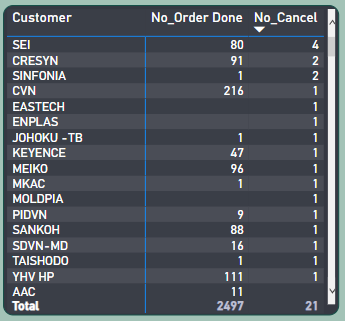 Customer No_Order Done No_Cancel
SEI 80 4
CRESYN 91 2
SINFONIA 1 2
CVN 216 1
EASTECH 1
ENPLAS 1
JOHOKU -TB 1 1
KEYENCE 47 1
MEIKO 96 1
MKAC 1 1
MOLDPIA 1
PIDVN 9 1
SANKOH 88 1
SDVN-MD 16 1
TAISHODO 1 1
YHV HP 111 1
AAC 11
Total 2497 21